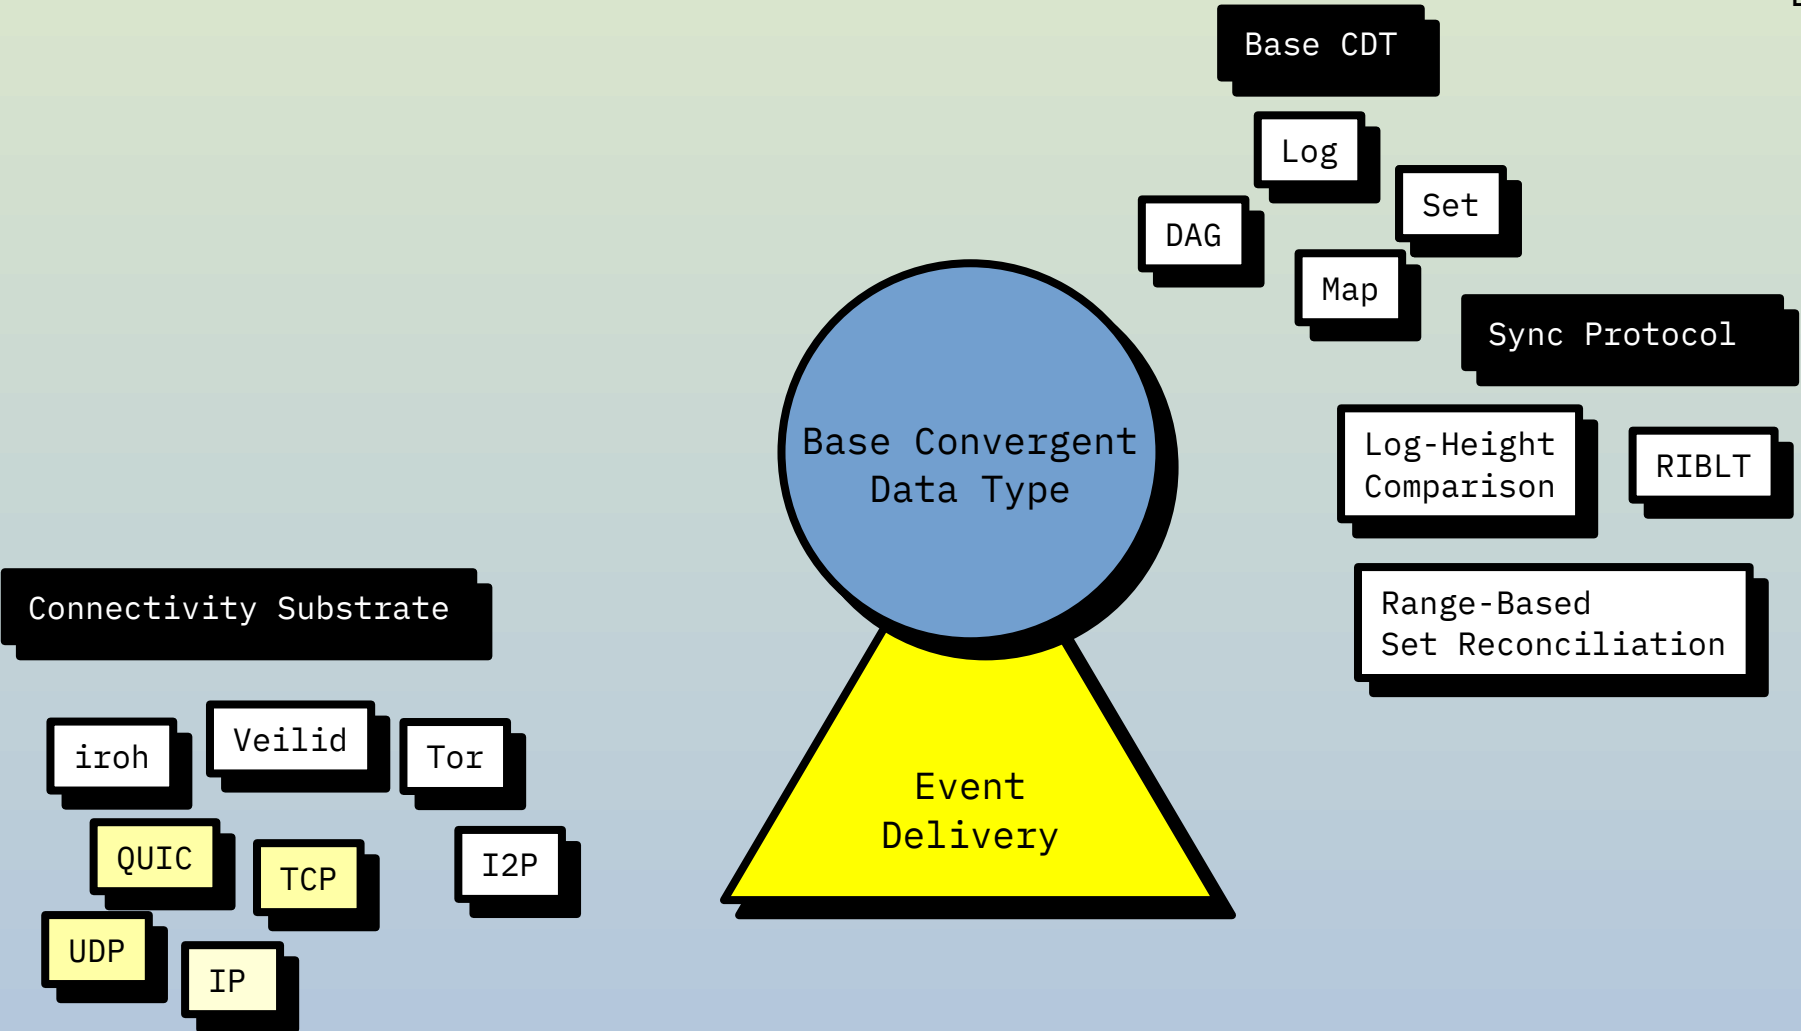 Base CDT
Log
Set
DAG
Map
Sync Protocol
Log-Height
Comparison
RIBLT
Range-Based
Set Reconciliation
Base Convergent
Data Type
Event
Delivery
Connectivity Substrate
iroh
Veilid
Tor
QUIC
TCP
I2P
UDP
IP